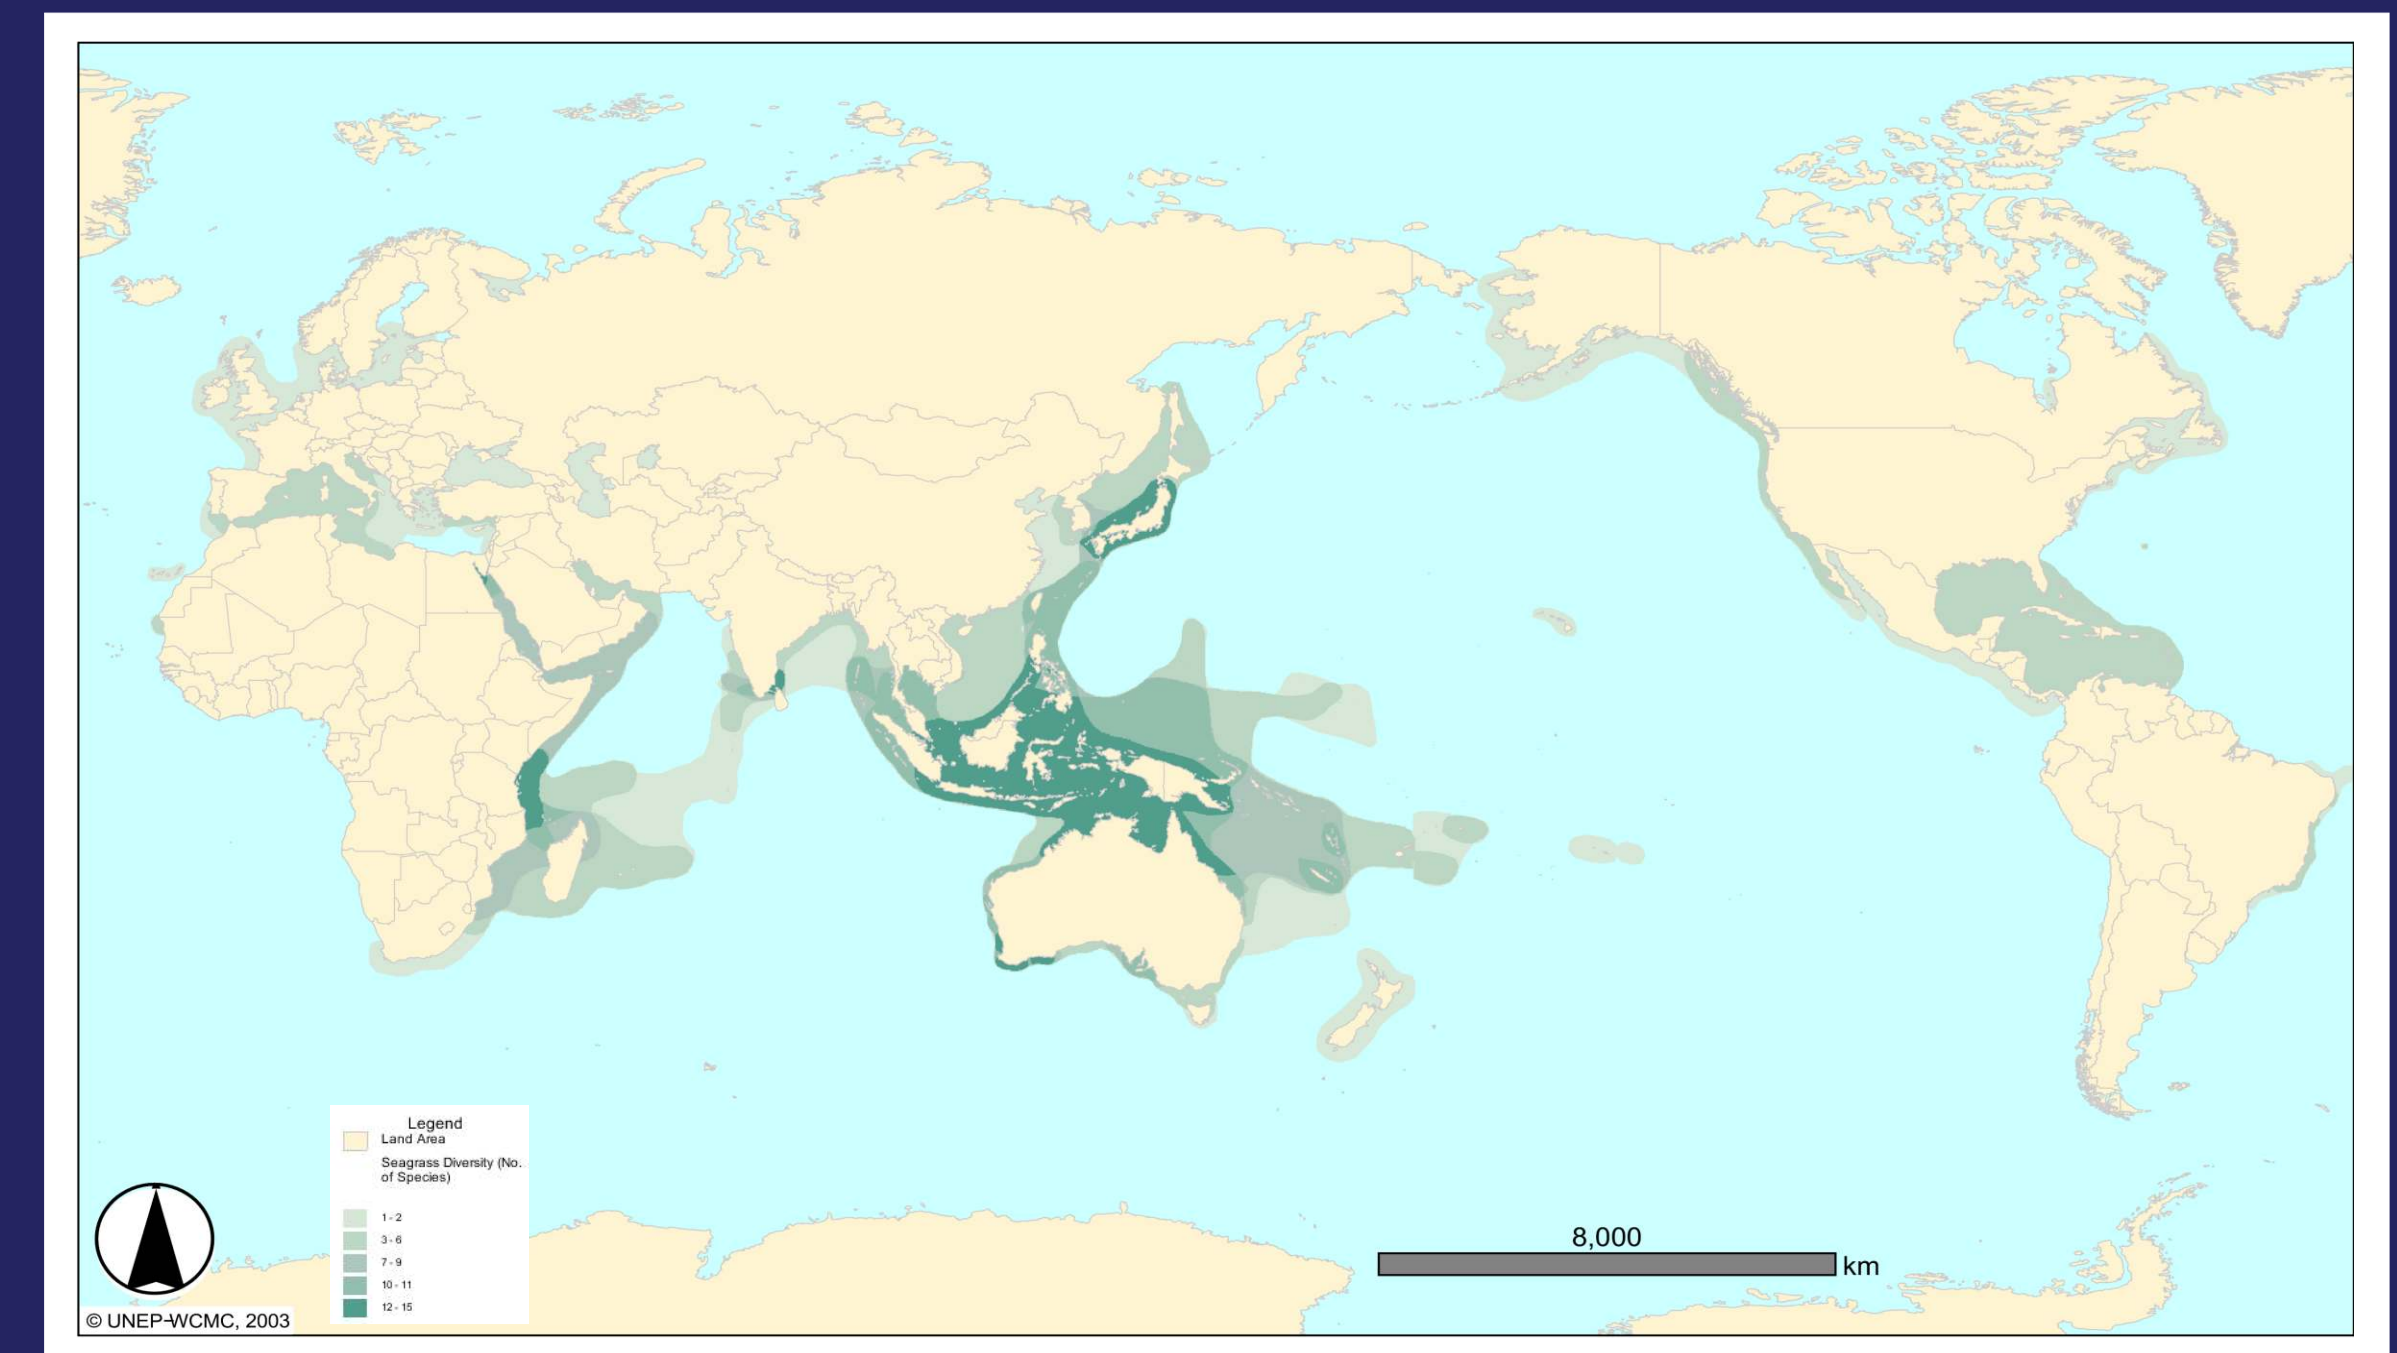 Legend
Land Area
Seagrass Diversity (No.
of Species)
1 - 2
3 - 6
7 - 9
10 - 11
12 - 15
8,000
km
© UNEP-WCMC, 2003